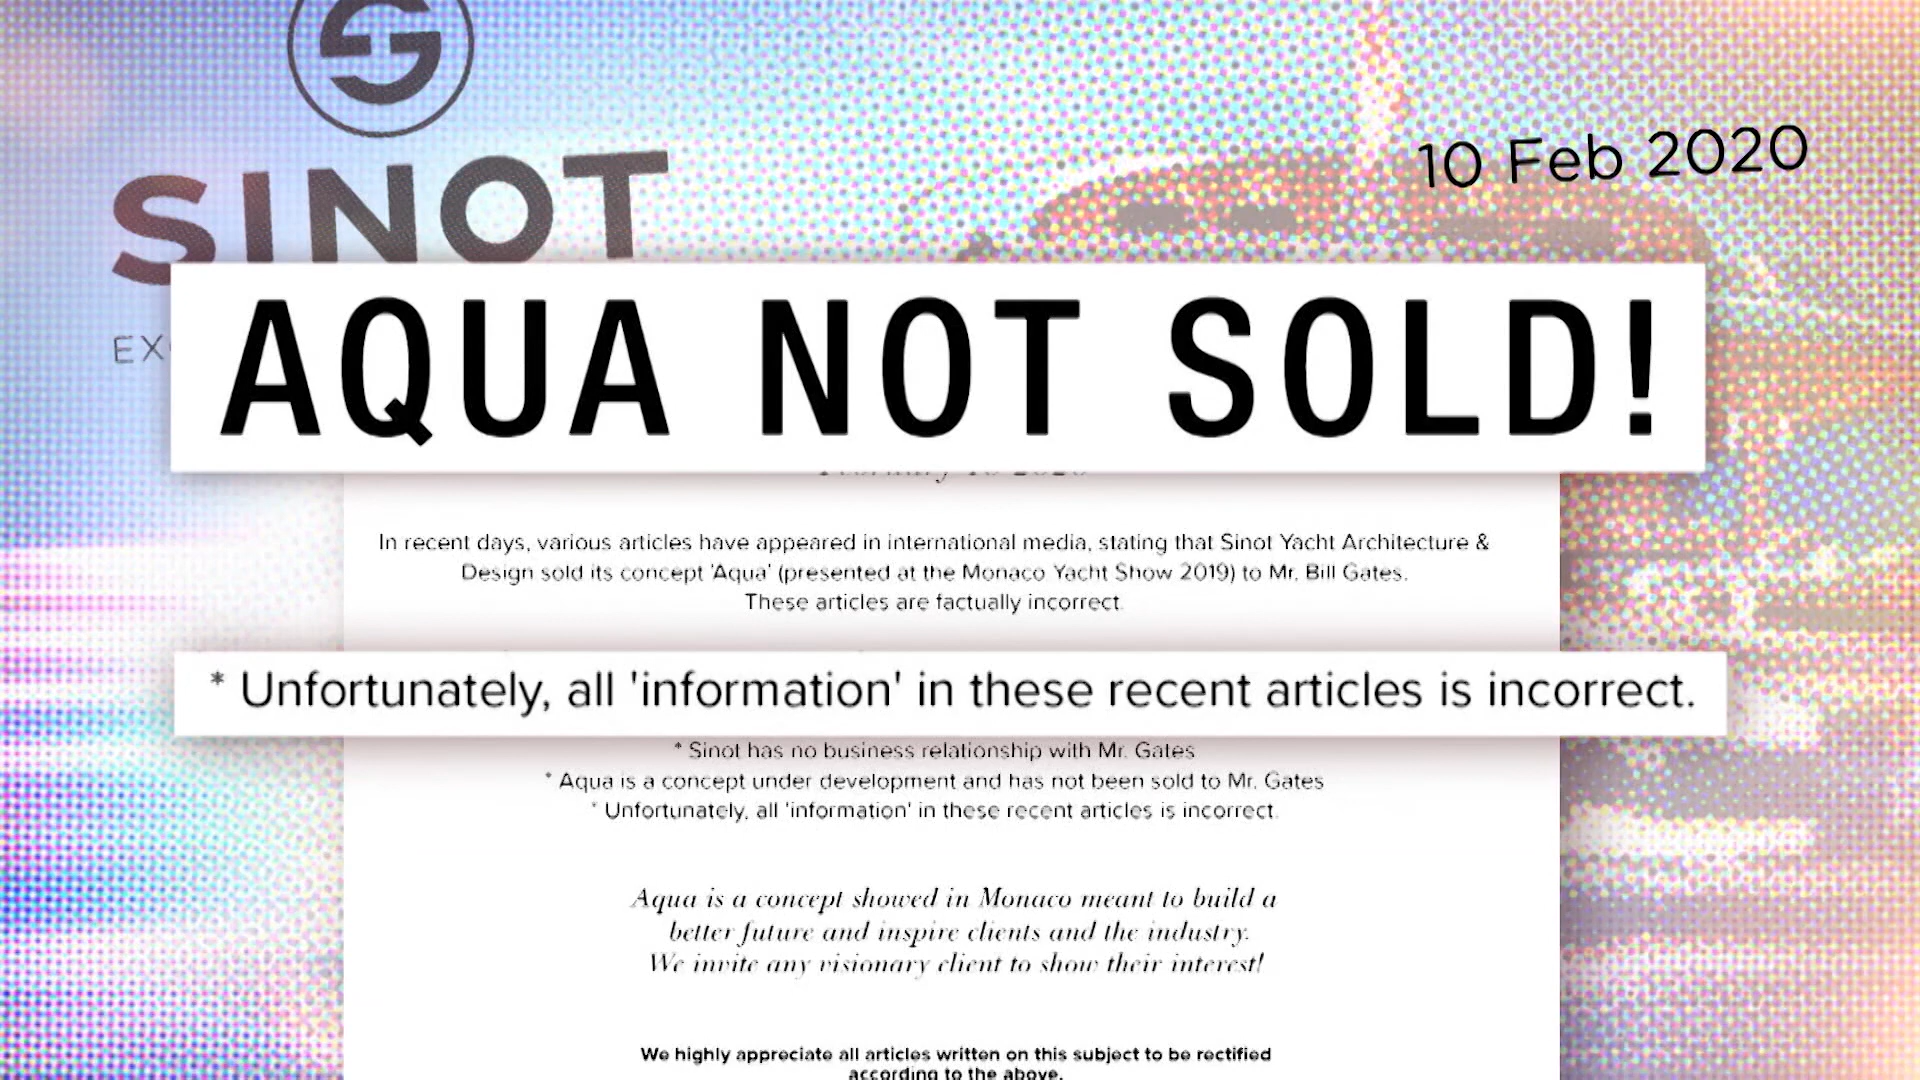 SINOT
10 Feb 2020
EX
AQUA NOT SOLD!
In recent days, various articles have appeared in international media, stating that Sinot Yacht Architecture &
Design sold its concept 'Aqua' (presented at the Monaco Yacht Show 2019) to Mr. Bill Gates.
These articles are factually incorrect.
* Unfortunately, all 'information' in these recent articles is incorrect.
* Sinot has no business relationship with Mr. Gates
* Aqua is a concept under development and has not been sold to Mr. Gates
* Unfortunately, all 'information' in these recent articles is incorrect.
Aqua is a concept showed in Monaco meant to build a
better future and inspire clients and the industry.
We invite any visionary client to show their interest!
We highly appreciate all articles written on this subject to be rectified
according to the above.